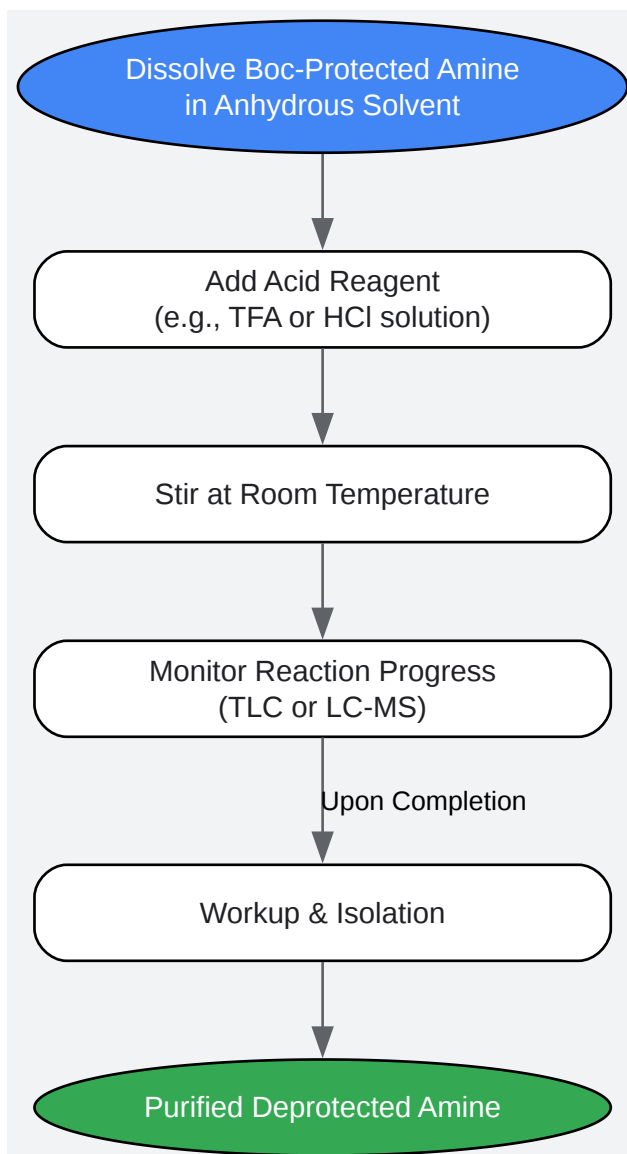 Dissolve Boc-Protected Amine
in Anhydrous Solvent
Add Acid Reagent
(e.g., TFA or HCl solution)
Stir at Room Temperature
Monitor Reaction Progress
(TLC or LC-MS)
Upon Completion
Workup & Isolation
Purified Deprotected Amine